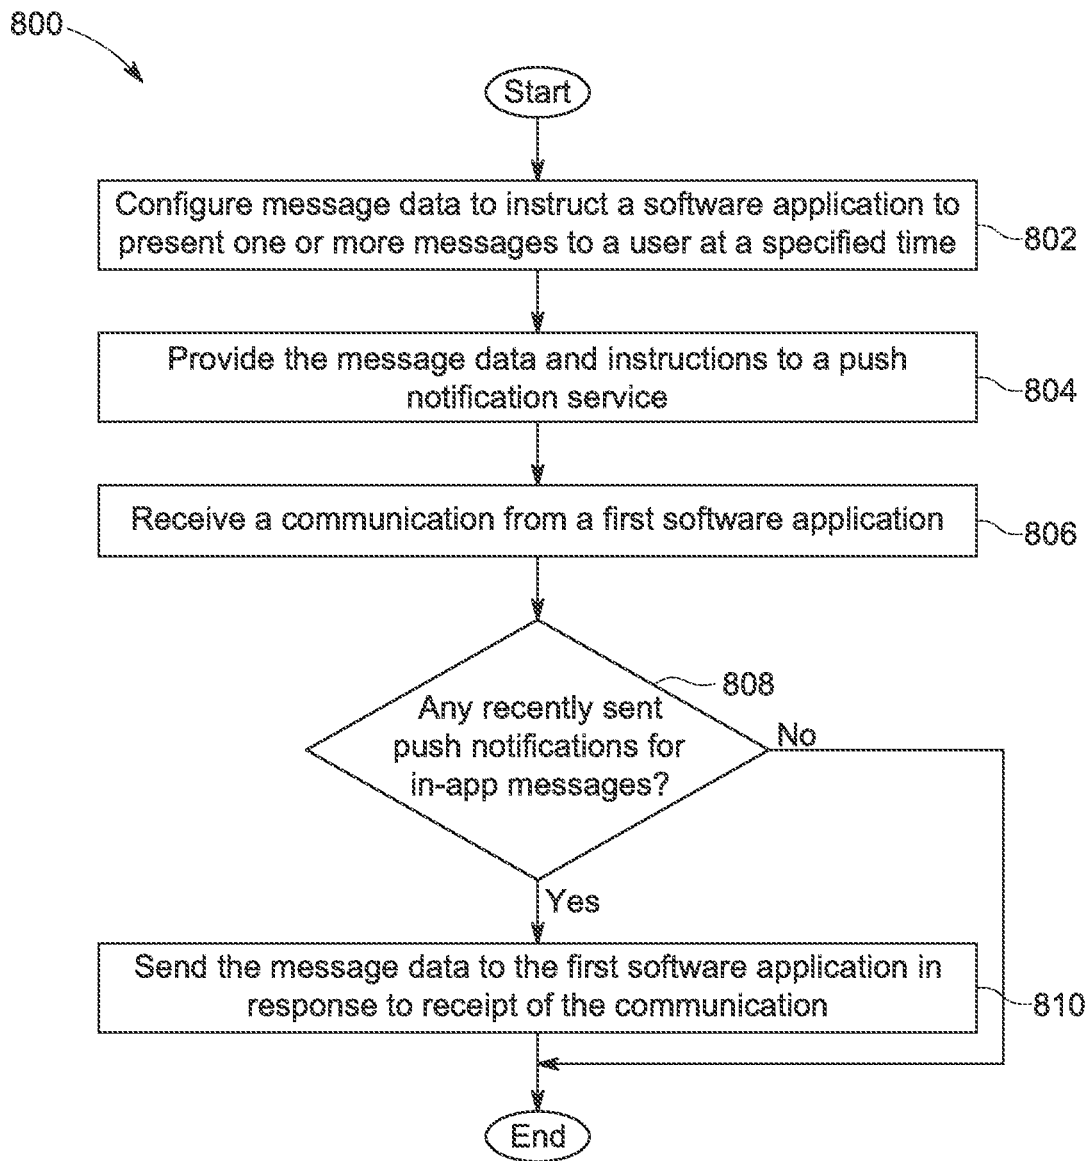 800
Start
Configure message data to instruct a software application to
present one or more messages to a user at a specified time
802
Provide the message data and instructions to a push
notification service
804
Receive a communication from a first software application
806
808
Any recently sent
push notifications for
in-app messages?
No
Yes
Send the message data to the first software application in
response to receipt of the communication
810
End